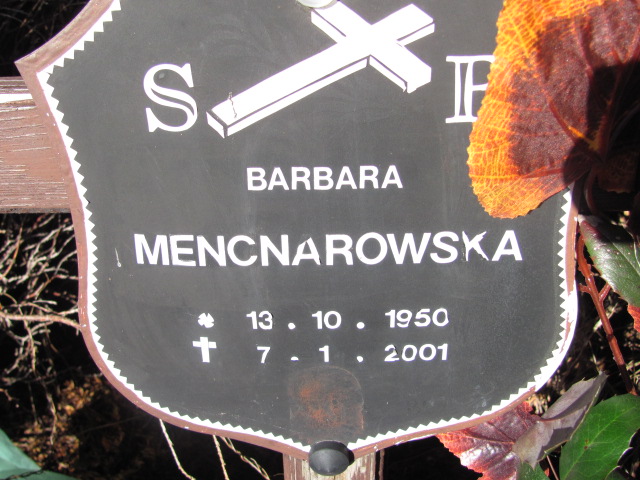 S P
BARBARA
MENCNAROWSKA
* 13 . 10 . 1950
✝ 7 . 1 . 2001